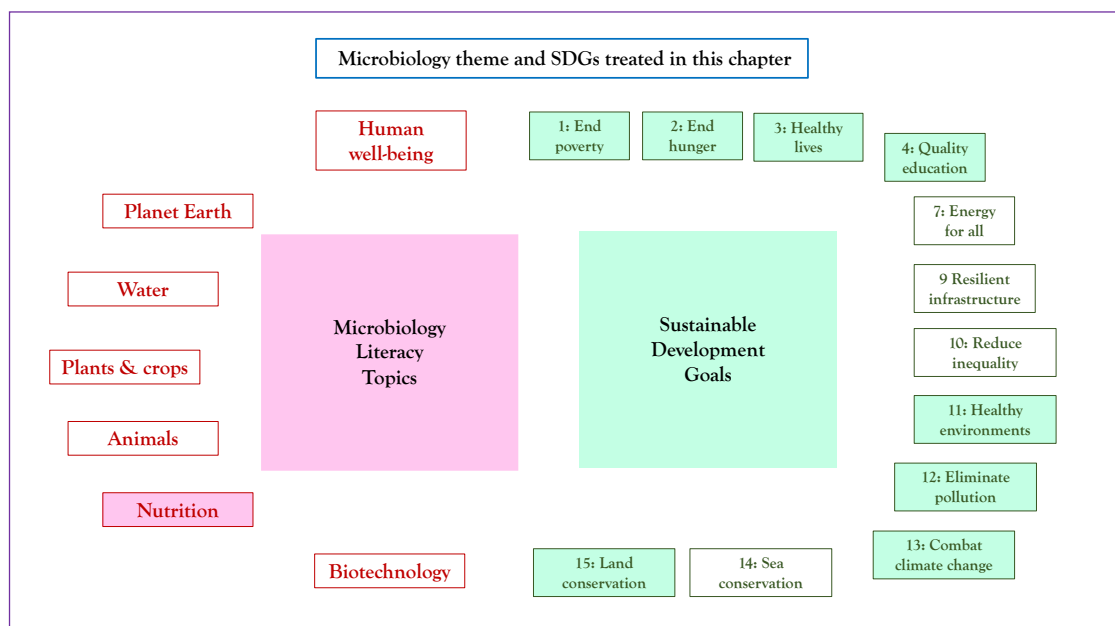 Microbiology theme and SDGs treated in this chapter
Human
well-being
1: End
poverty
2: End
hunger
3: Healthy
lives
4: Quality
education
Planet Earth
7: Energy
for all
Water
9 Resilient
infrastructure
Microbiology
Literacy
Topics
Sustainable
Development
Goals
Plants & crops
10: Reduce
inequality
Animals
11: Healthy
environments
Nutrition
12: Eliminate
pollution
Biotechnology
15: Land
conservation
14: Sea
conservation
13: Combat
climate change